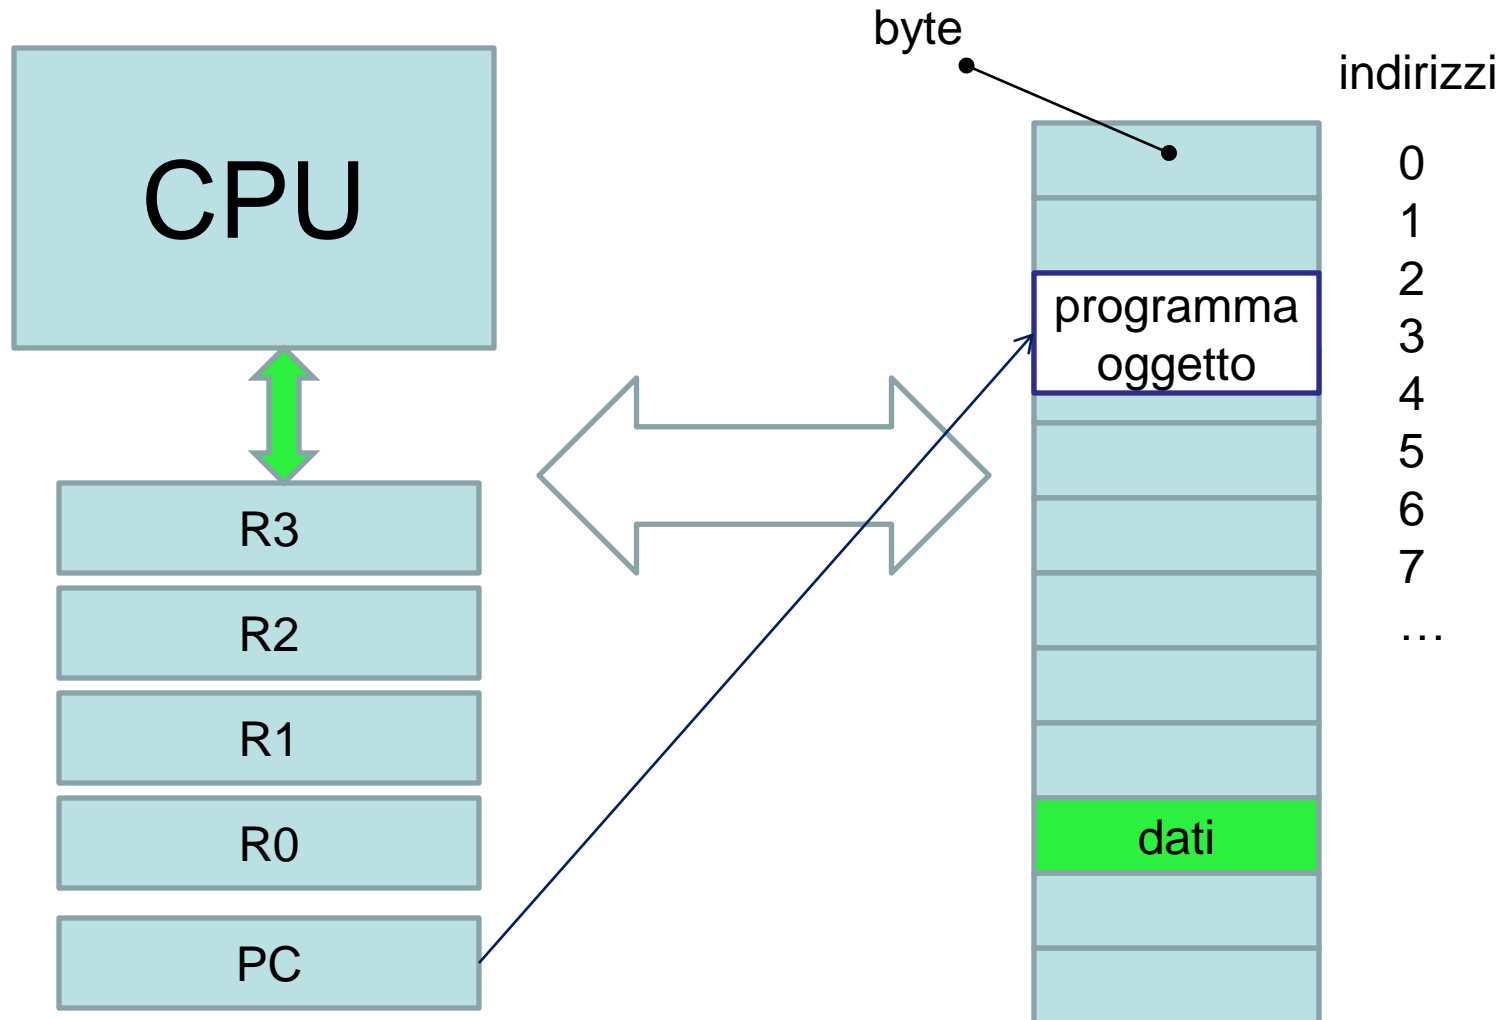 byte
indirizzi
CPU
0
1
2
programma
oggetto
3
4
5
6
7
…
R3
R2
R1
R0
dati
PC